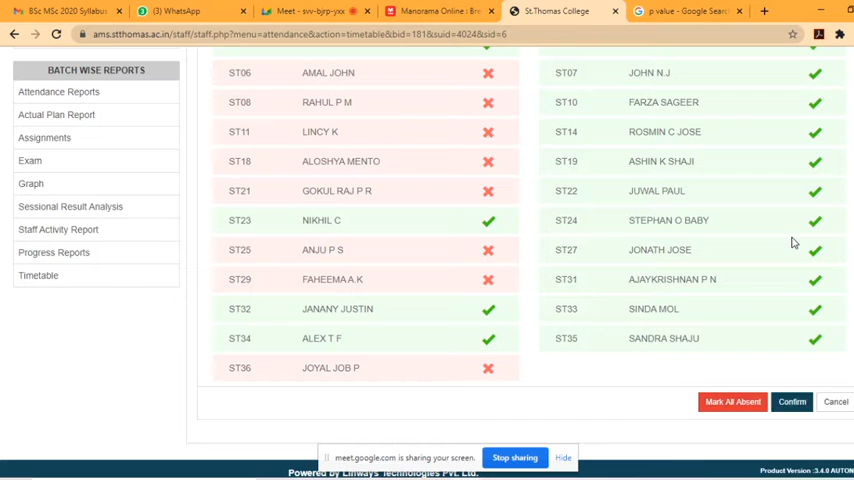 BSc MSc 2020 Syllabus
(3) WhatsApp
Meet - svv-bjrp-yxx
Manorama Online : Bre
St.Thomas College
p value - Google Searc
ams.stthomas.ac.in/staff/staff.php?menu=attendance&action=timetable&bid=181&suid=4024&sid=6
BATCH WISE REPORTS
Attendance Reports
Actual Plan Report
Assignments
Exam
Graph
Sessional Result Analysis
Staff Activity Report
Progress Reports
Timetable
ST06 AMAL JOHN
ST07 JOHN N.J
ST08 RAHUL P M
ST10 FARZA SAGEER
ST11 LINCY K
ST14 ROSMIN C JOSE
ST18 ALOSHYA MENTO
ST19 ASHIN K SHAJI
ST21 GOKUL RAJ P R
ST22 JUWAL PAUL
ST23 NIKHIL C
ST24 STEPHAN O BABY
ST25 ANJU P S
ST27 JONATH JOSE
ST29 FAHEEMA A.K
ST31 AJAYKRISHNAN P N
ST32 JANANY JUSTIN
ST33 SINDA MOL
ST34 ALEX T F
ST35 SANDRA SHAJU
ST36 JOYAL JOB P
Mark All Absent Confirm Cancel
meet.google.com is sharing your screen. Stop sharing Hide
Powered by Linways Technologies Pvt. Ltd.
Product Version :3.4.0 AUTON